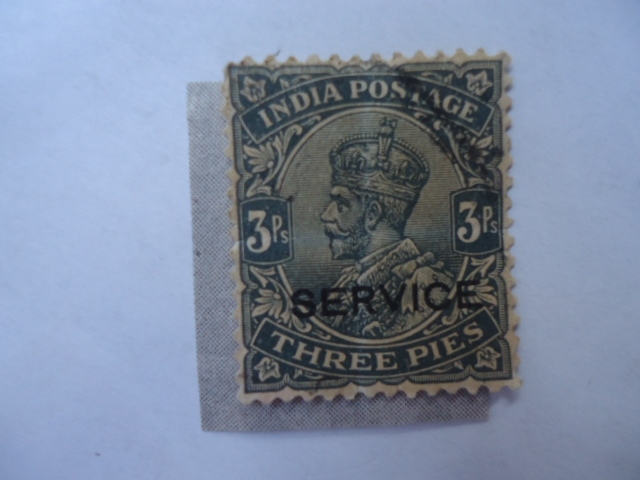 INDIA POSTAGE
3Ps 3Ps
SERVICE
THREE PIES